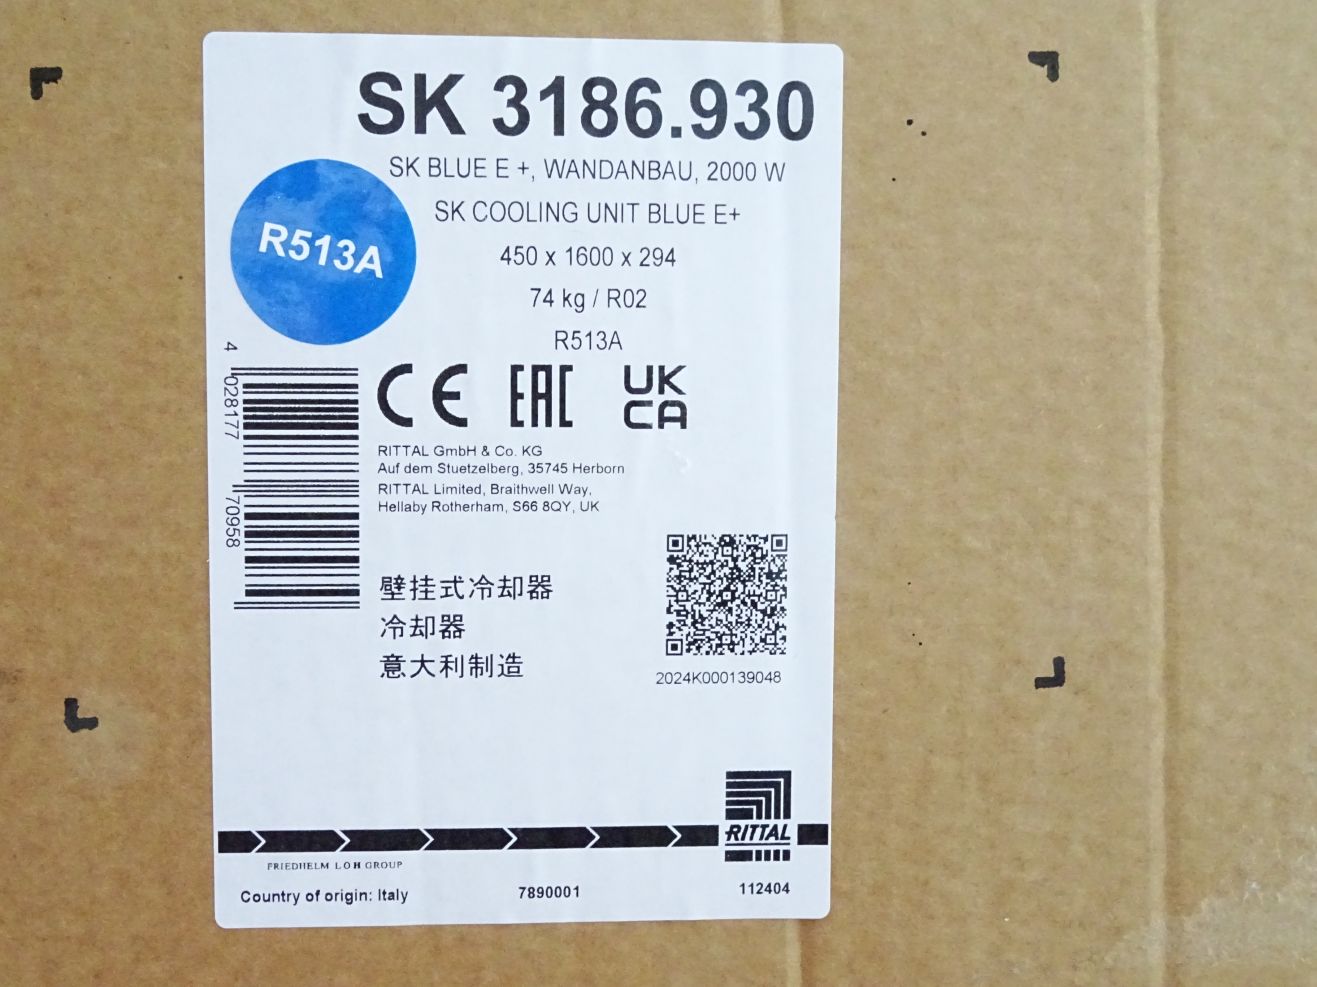 SK 3186.930
SK BLUE E +, WANDANBAU, 2000 W
SK COOLING UNIT BLUE E+
450 x 1600 x 294
74 kg / R02
R513A
R513A
4 028177 70958
CE EAC UK CA
RITTAL GmbH & Co. KG
Auf dem Stuetzelberg, 35745 Herborn
RITTAL Limited, Braithwell Way,
Hellaby Rotherham, S66 8QY, UK
壁挂式冷却器
冷却器
意大利制造
2024K000139048
RITTAL
FRIEDHELM LOH GROUP
Country of origin: Italy 7890001 112404